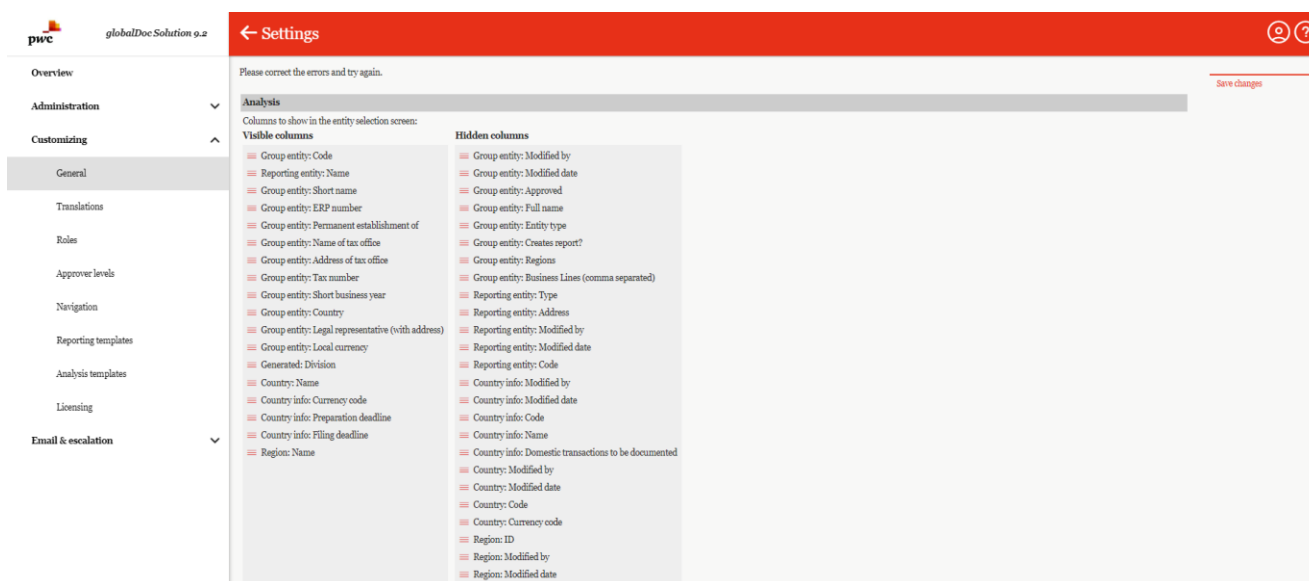 pwc
globalDoc Solution 9.2
Settings
Overview
Administration
Customizing
General
Translations
Roles
Approver levels
Navigation
Reporting templates
Analysis templates
Licensing
Email & escalation
Please correct the errors and try again.
Save changes
Analysis
Columns to show in the entity selection screen:
Visible columns
Group entity: Code
Reporting entity: Name
Group entity: Short name
Group entity: ERP number
Group entity: Permanent establishment of
Group entity: Name of tax office
Group entity: Address of tax office
Group entity: Tax number
Group entity: Short business year
Group entity: Country
Group entity: Legal representative (with address)
Group entity: Local currency
Generated: Division
Country: Name
Country info: Currency code
Country info: Preparation deadline
Country info: Filing deadline
Region: Name
Hidden columns
Group entity: Modified by
Group entity: Modified date
Group entity: Approved
Group entity: Full name
Group entity: Entity type
Group entity: Creates report?
Group entity: Regions
Group entity: Business Lines (comma separated)
Reporting entity: Type
Reporting entity: Address
Reporting entity: Modified by
Reporting entity: Modified date
Reporting entity: Code
Country info: Modified by
Country info: Modified date
Country info: Code
Country info: Name
Country info: Domestic transactions to be documented
Country: Modified by
Country: Modified date
Country: Code
Country: Currency code
Region: ID
Region: Modified by
Region: Modified date